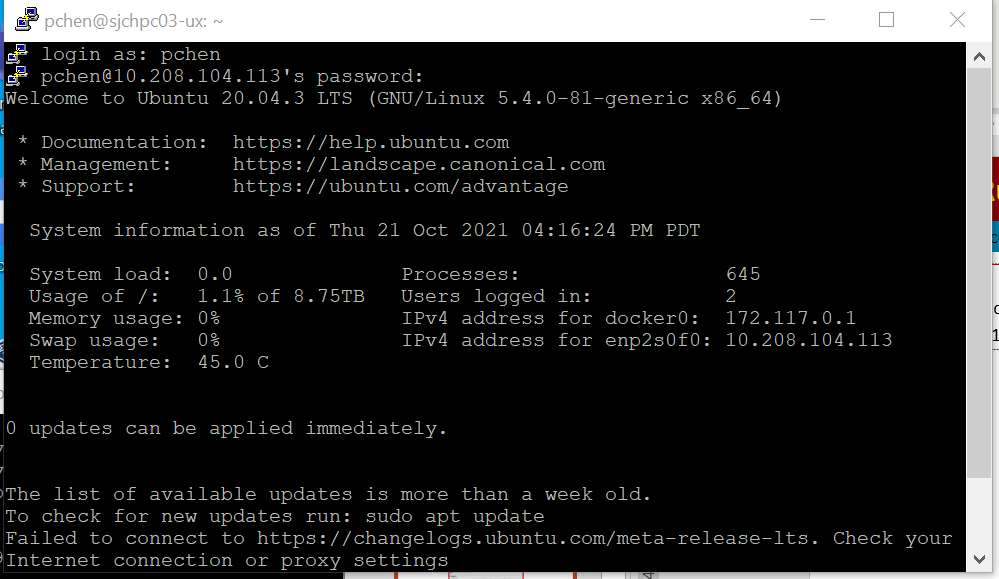 pchen@sjchpc03-ux: ~
login as: pchen
pchen@10.208.104.113's password:
Welcome to Ubuntu 20.04.3 LTS (GNU/Linux 5.4.0-81-generic x86_64)
* Documentation:  https://help.ubuntu.com
* Management:     https://landscape.canonical.com
* Support:        https://ubuntu.com/advantage
System information as of Thu 21 Oct 2021 04:16:24 PM PDT
System load:  0.0               Processes:                 645
Usage of /:   1.1% of 8.75TB   Users logged in:           2
Memory usage: 0%               IPv4 address for docker0:  172.117.0.1
Swap usage:   0%               IPv4 address for enp2s0f0: 10.208.104.113
Temperature:  45.0 C
0 updates can be applied immediately.
The list of available updates is more than a week old.
To check for new updates run: sudo apt update
Failed to connect to https://changelogs.ubuntu.com/meta-release-lts. Check your
Internet connection or proxy settings